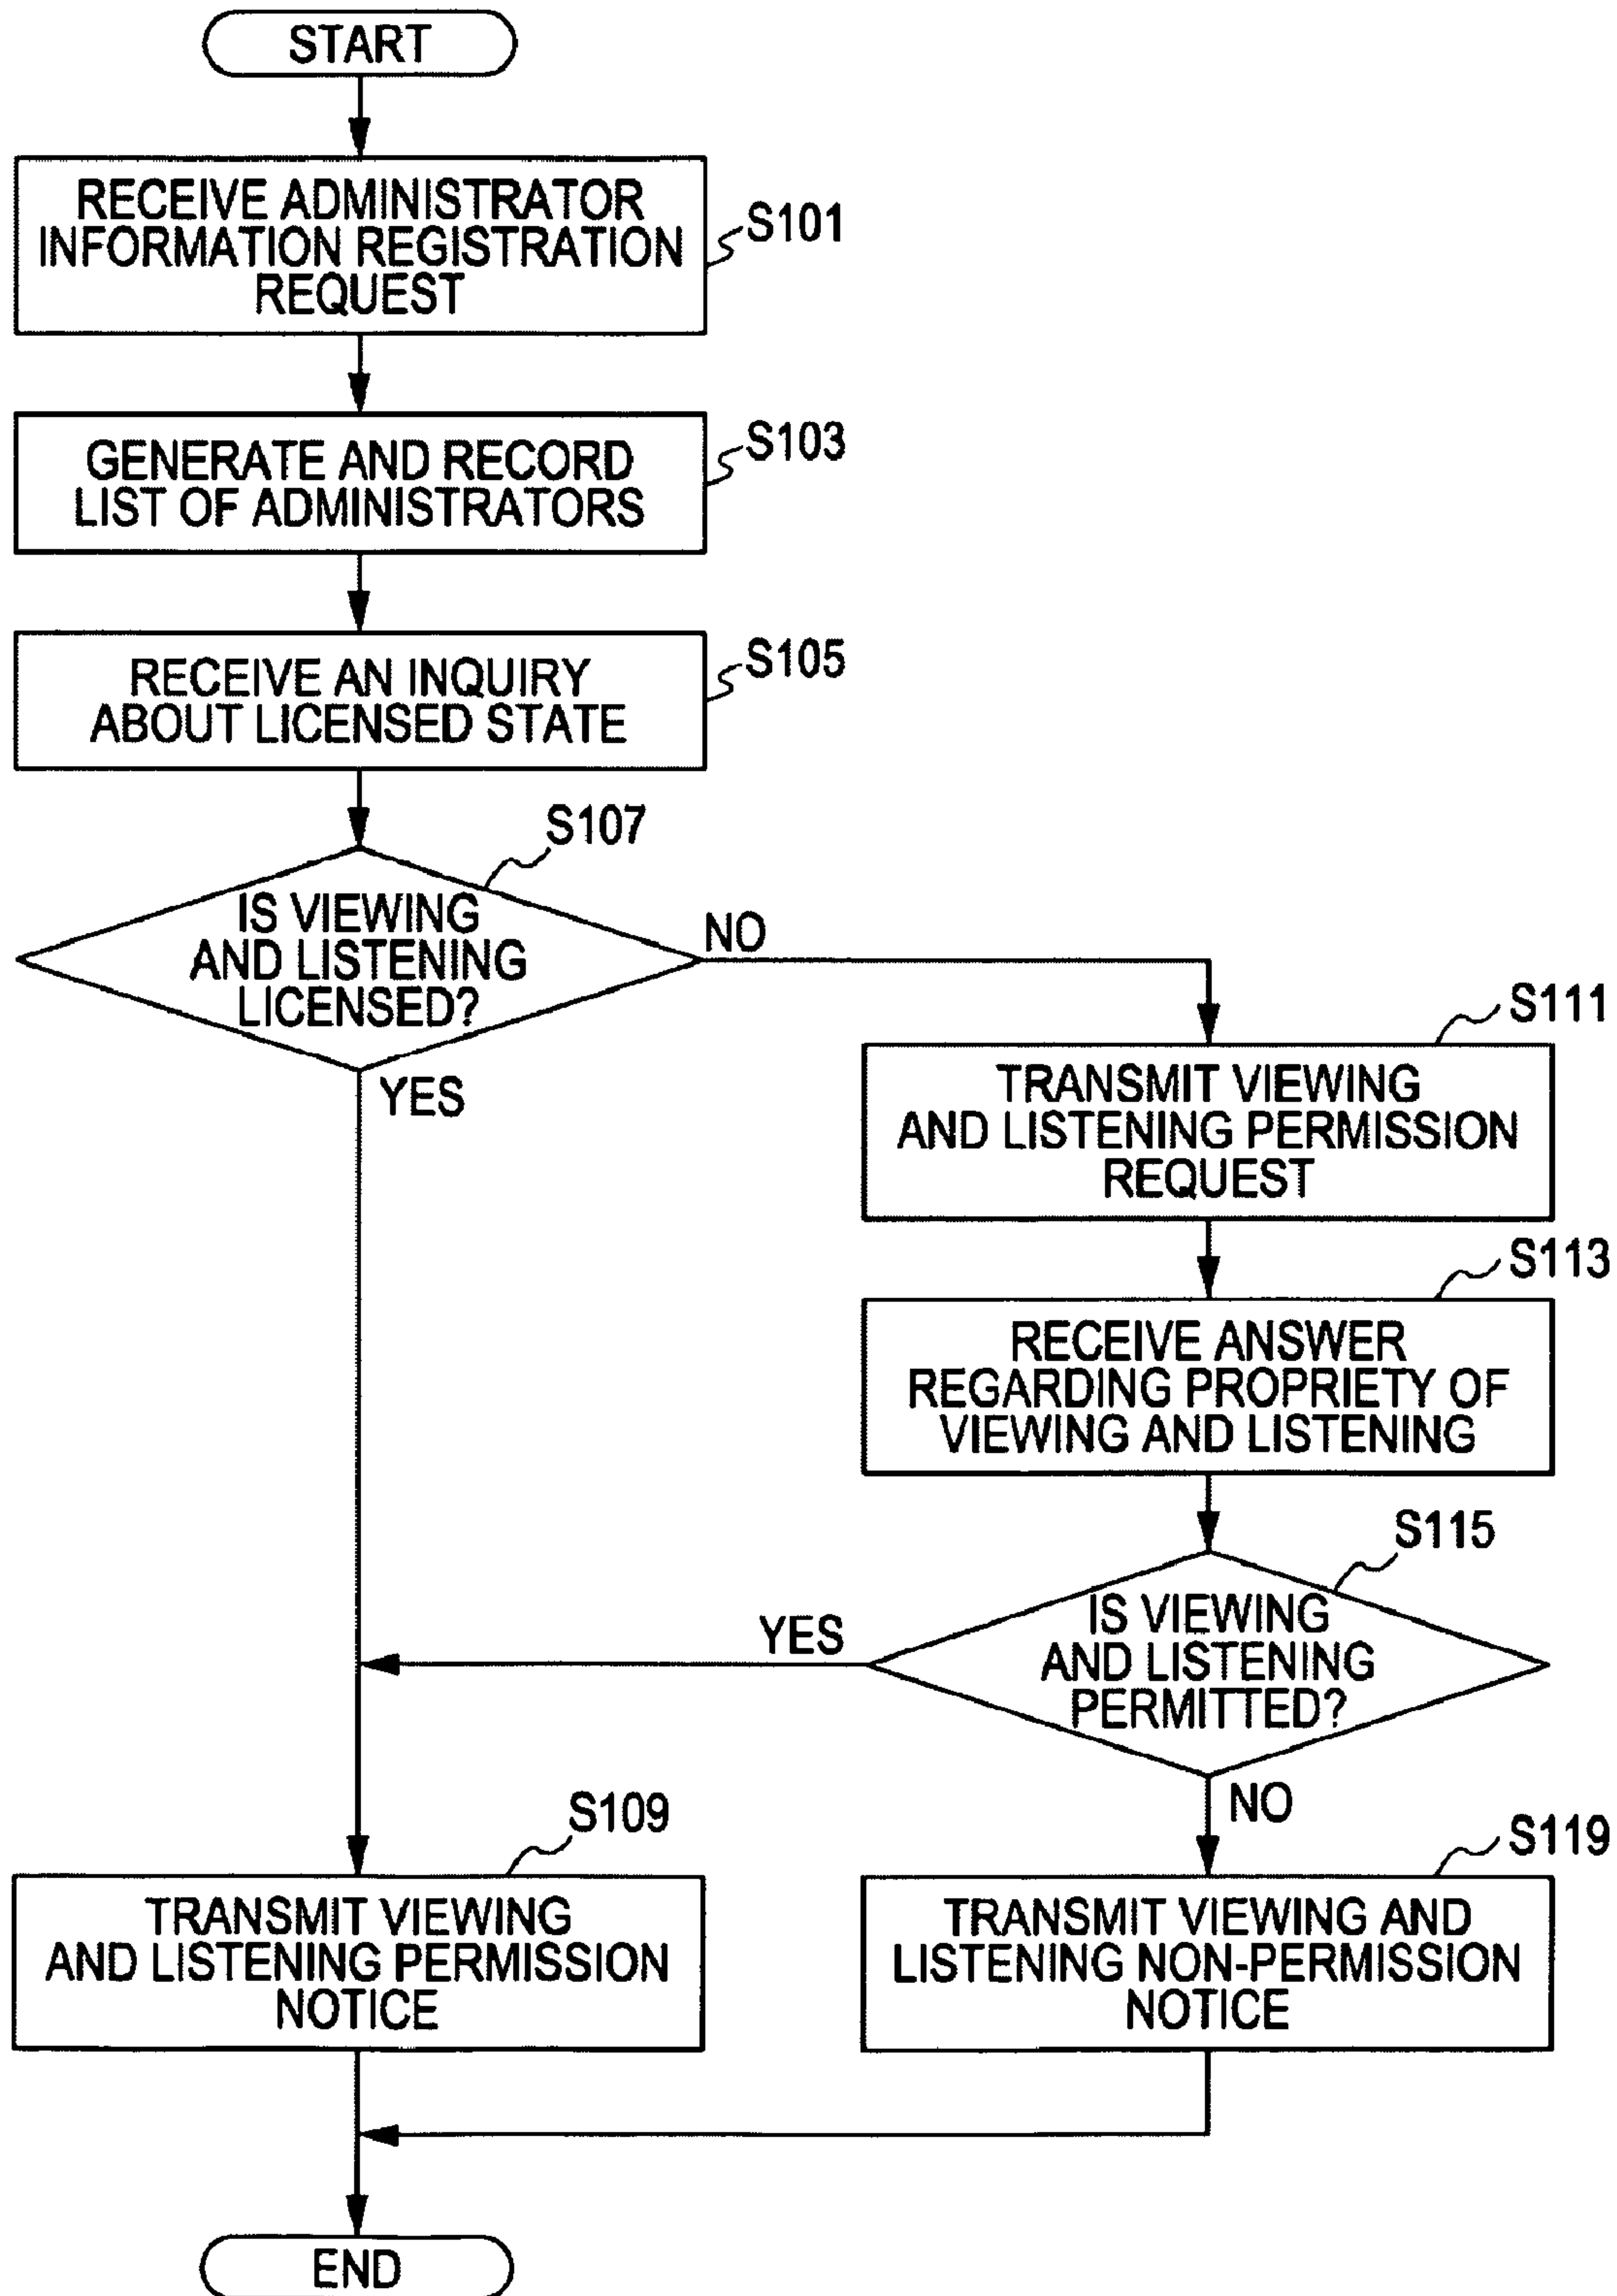 START
RECEIVE ADMINISTRATOR
INFORMATION REGISTRATION
REQUEST
S101
GENERATE AND RECORD
LIST OF ADMINISTRATORS
S103
RECEIVE AN INQUIRY
ABOUT LICENSED STATE
S105
S107
IS VIEWING
AND LISTENING
LICENSED?
NO
YES
S111
TRANSMIT VIEWING
AND LISTENING PERMISSION
REQUEST
S113
RECEIVE ANSWER
REGARDING PROPRIETY OF
VIEWING AND LISTENING
S115
IS VIEWING
AND LISTENING
PERMITTED?
YES
NO
S109
TRANSMIT VIEWING
AND LISTENING PERMISSION
NOTICE
S119
TRANSMIT VIEWING AND
LISTENING NON-PERMISSION
NOTICE
END